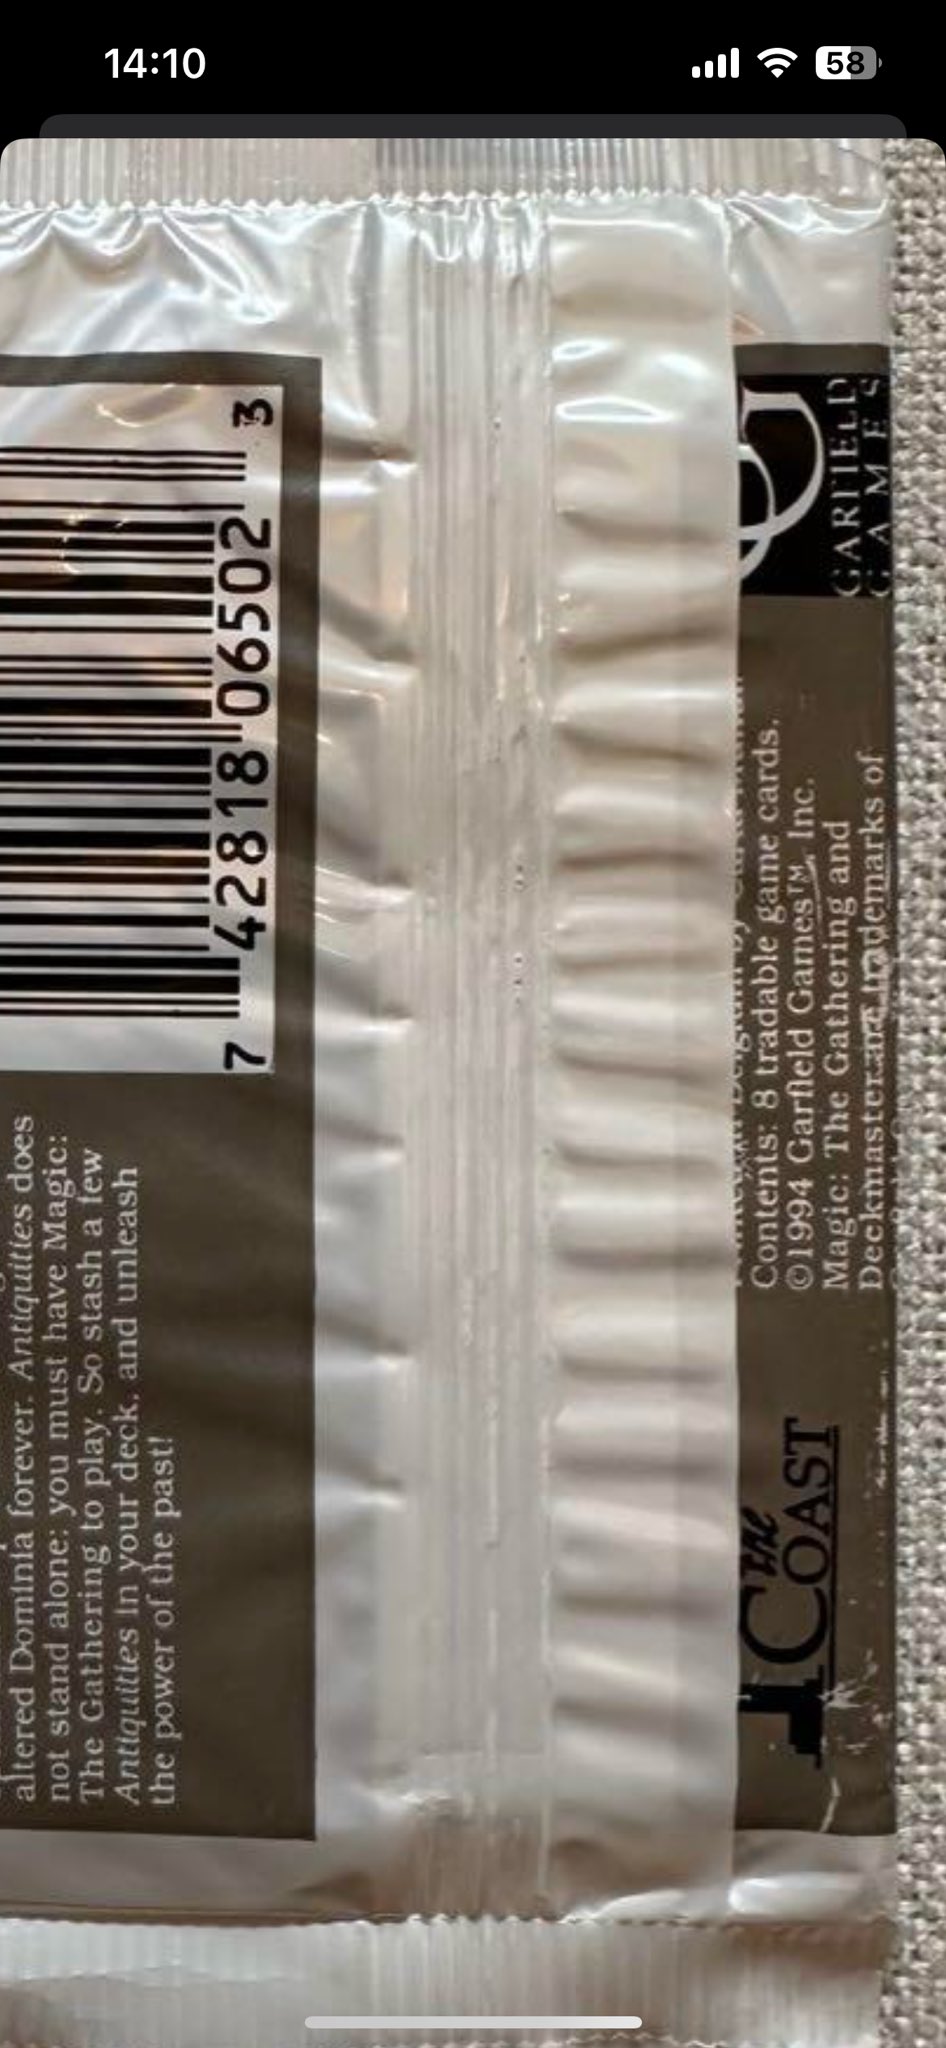 14:10
58
7 42818 06502 3
altered Dominia forever. Antiquities does
not stand alone; you must have Magic:
The Gathering to play. So stash a few
Antiquities in your deck, and unleash
the power of the past!
GARFIELD
GAMES
Contents: 8 tradable game cards.
©1994 Garfield Games™, Inc.
Magic: The Gathering and
Deckmaster are trademarks of
the
COAST